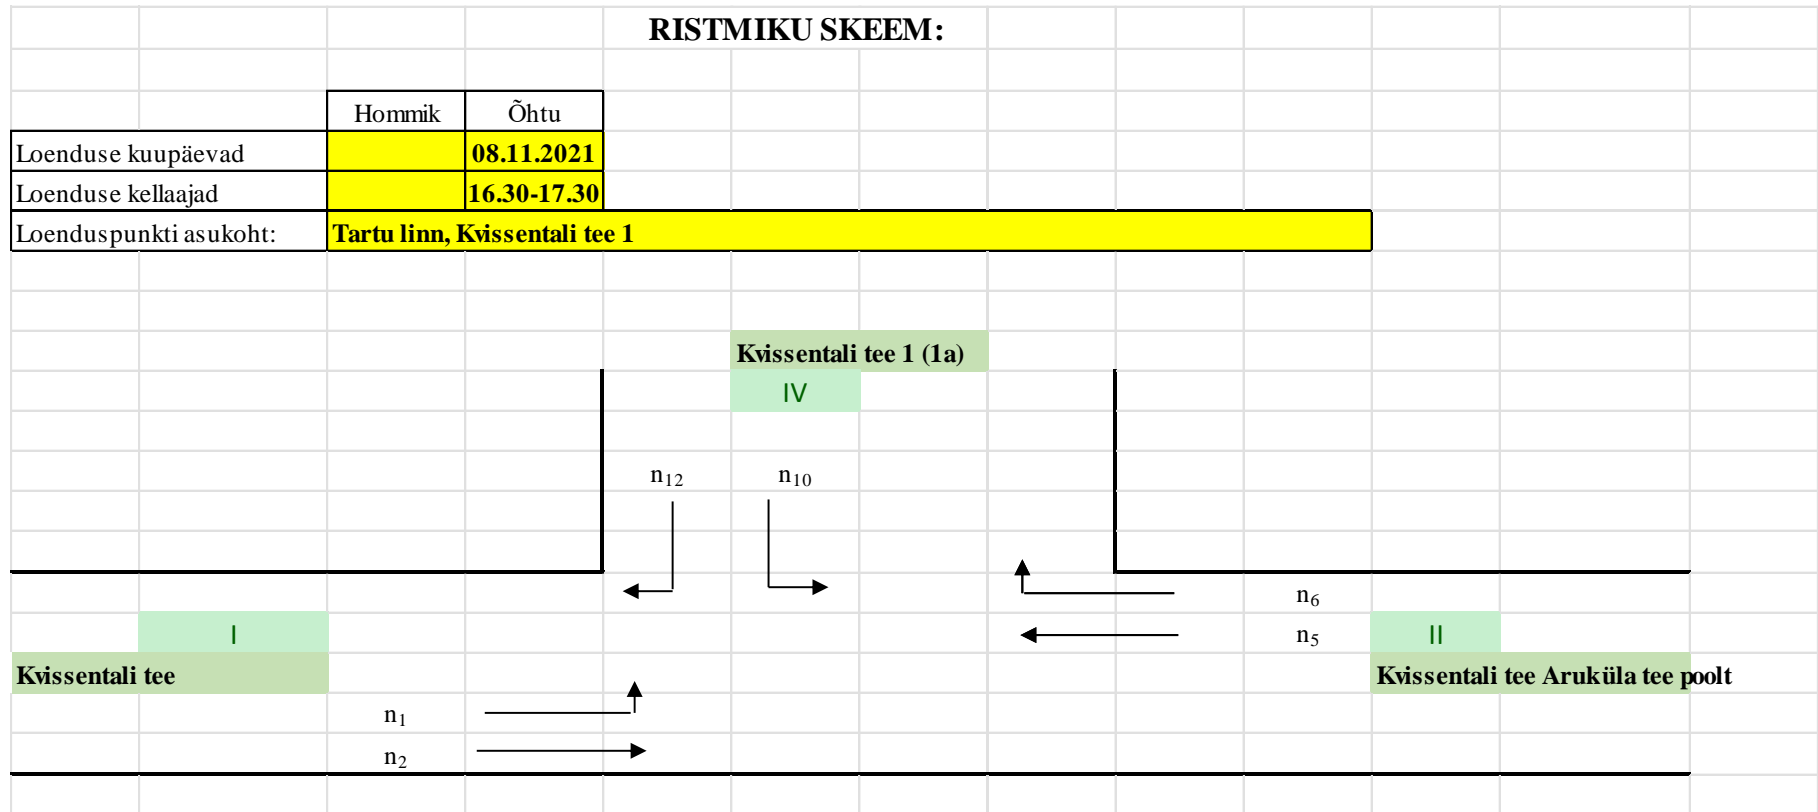 RISTMIKU SKEEM:
Hommik Õhtu
Loenduse kuupäevad 08.11.2021
Loenduse kellaajad 16.30-17.30
Loenduspunkti asukoht: Tartu linn, Kvissentali tee 1
Kvissentali tee 1 (1a)
IV
n₁₂ n₁₀
n₆
I n₅ II
Kvissentali tee Kvissentali tee Aruküla tee poolt
n₁
n₂